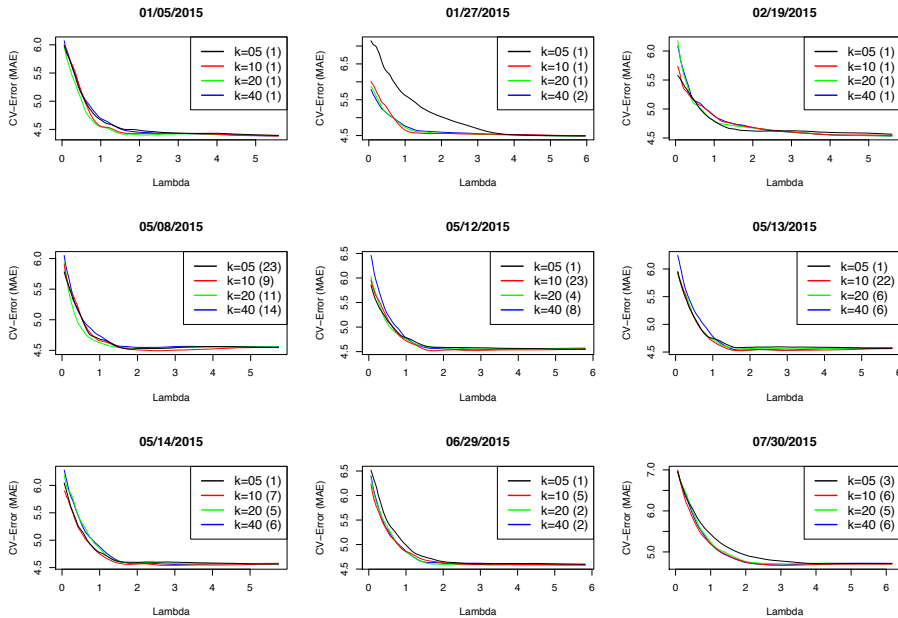 01/05/2015
CV−Error (MAE)
6.0
5.5
5.0
4.5
k=05 (1)
k=10 (1)
k=20 (1)
k=40 (1)
0 1 2 3 4 5
Lambda
01/27/2015
CV−Error (MAE)
5.5
4.5
k=05 (1)
k=10 (1)
k=20 (1)
k=40 (2)
0 1 2 3 4 5 6
Lambda
02/19/2015
CV−Error (MAE)
6.0
5.5
5.0
4.5
k=05 (1)
k=10 (1)
k=20 (1)
k=40 (1)
0 1 2 3 4 5
Lambda
05/08/2015
CV−Error (MAE)
6.0
5.5
5.0
4.5
k=05 (23)
k=10 (9)
k=20 (11)
k=40 (14)
0 1 2 3 4 5
Lambda
05/12/2015
CV−Error (MAE)
6.5
6.0
5.5
5.0
4.5
k=05 (1)
k=10 (23)
k=20 (4)
k=40 (8)
0 1 2 3 4 5 6
Lambda
05/13/2015
CV−Error (MAE)
6.0
5.5
5.0
4.5
k=05 (1)
k=10 (22)
k=20 (6)
k=40 (6)
0 1 2 3 4 5
Lambda
05/14/2015
CV−Error (MAE)
6.0
5.5
5.0
4.5
k=05 (1)
k=10 (7)
k=20 (5)
k=40 (6)
0 1 2 3 4 5
Lambda
06/29/2015
CV−Error (MAE)
6.5
6.0
5.5
5.0
4.5
k=05 (1)
k=10 (5)
k=20 (2)
k=40 (2)
0 1 2 3 4 5 6
Lambda
07/30/2015
CV−Error (MAE)
7.0
6.0
5.0
k=05 (3)
k=10 (6)
k=20 (5)
k=40 (6)
0 1 2 3 4 5 6
Lambda